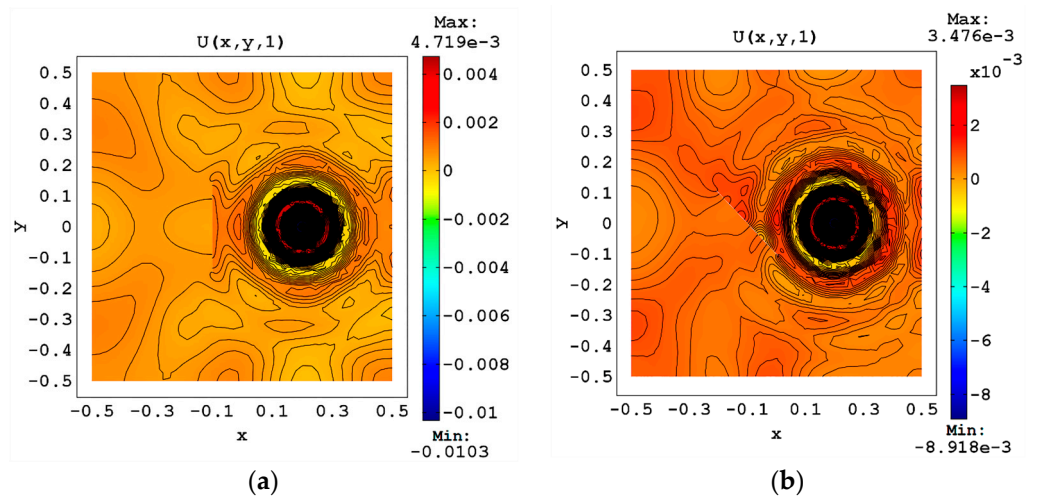 U(x,y,1)
Max:
4.719e-3
0.5
0.4
0.3
0.2
0.1
0
-0.1
-0.2
-0.3
-0.4
-0.5
y
-0.5 -0.3 -0.1 0.1 0.3 0.5
x
0.004
0.002
0
-0.002
-0.004
-0.006
-0.008
-0.01
Min:
-0.0103
(a)
U(x,y,1)
Max:
3.476e-3
x10 -3
0.5
0.4
0.3
0.2
0.1
0
-0.1
-0.2
-0.3
-0.4
-0.5
y
-0.5 -0.3 -0.1 0.1 0.3 0.5
x
2
0
-2
-4
-6
-8
Min:
-8.918e-3
(b)